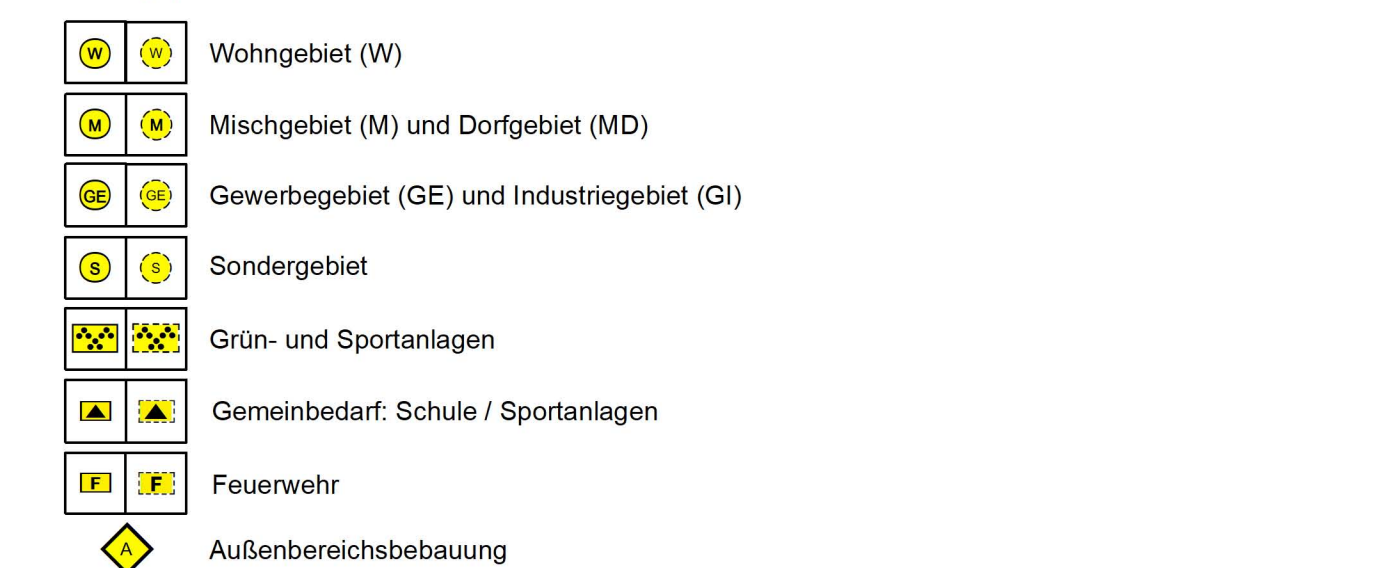 W W Wohngebiet (W)
M M Mischgebiet (M) und Dorfgebiet (MD)
GE GE Gewerbegebiet (GE) und Industriegebiet (GI)
S S Sondergebiet
Grün- und Sportanlagen
Gemeinbedarf: Schule / Sportanlagen
F F Feuerwehr
A Außenbereichsbebauung